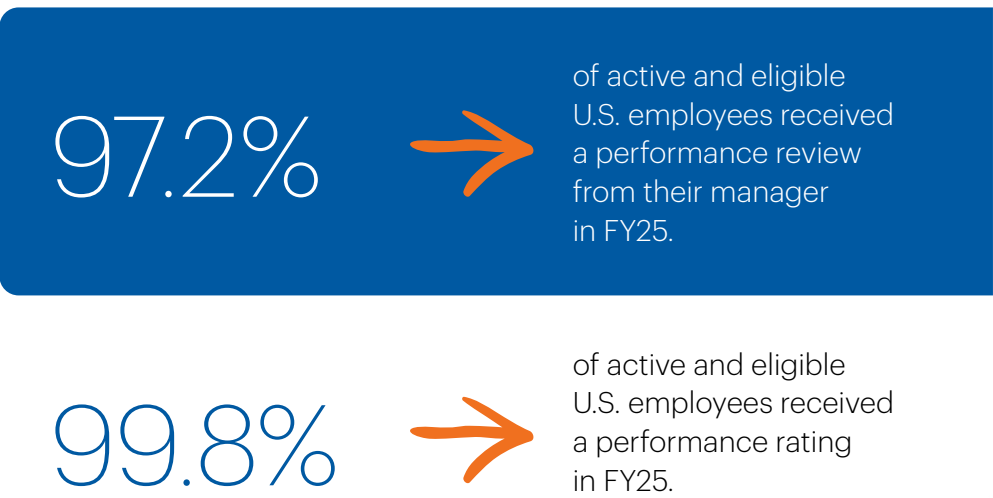 97.2%
of active and eligible
U.S. employees received
a performance review
from their manager
in FY25.
99.8%
of active and eligible
U.S. employees received
a performance rating
in FY25.